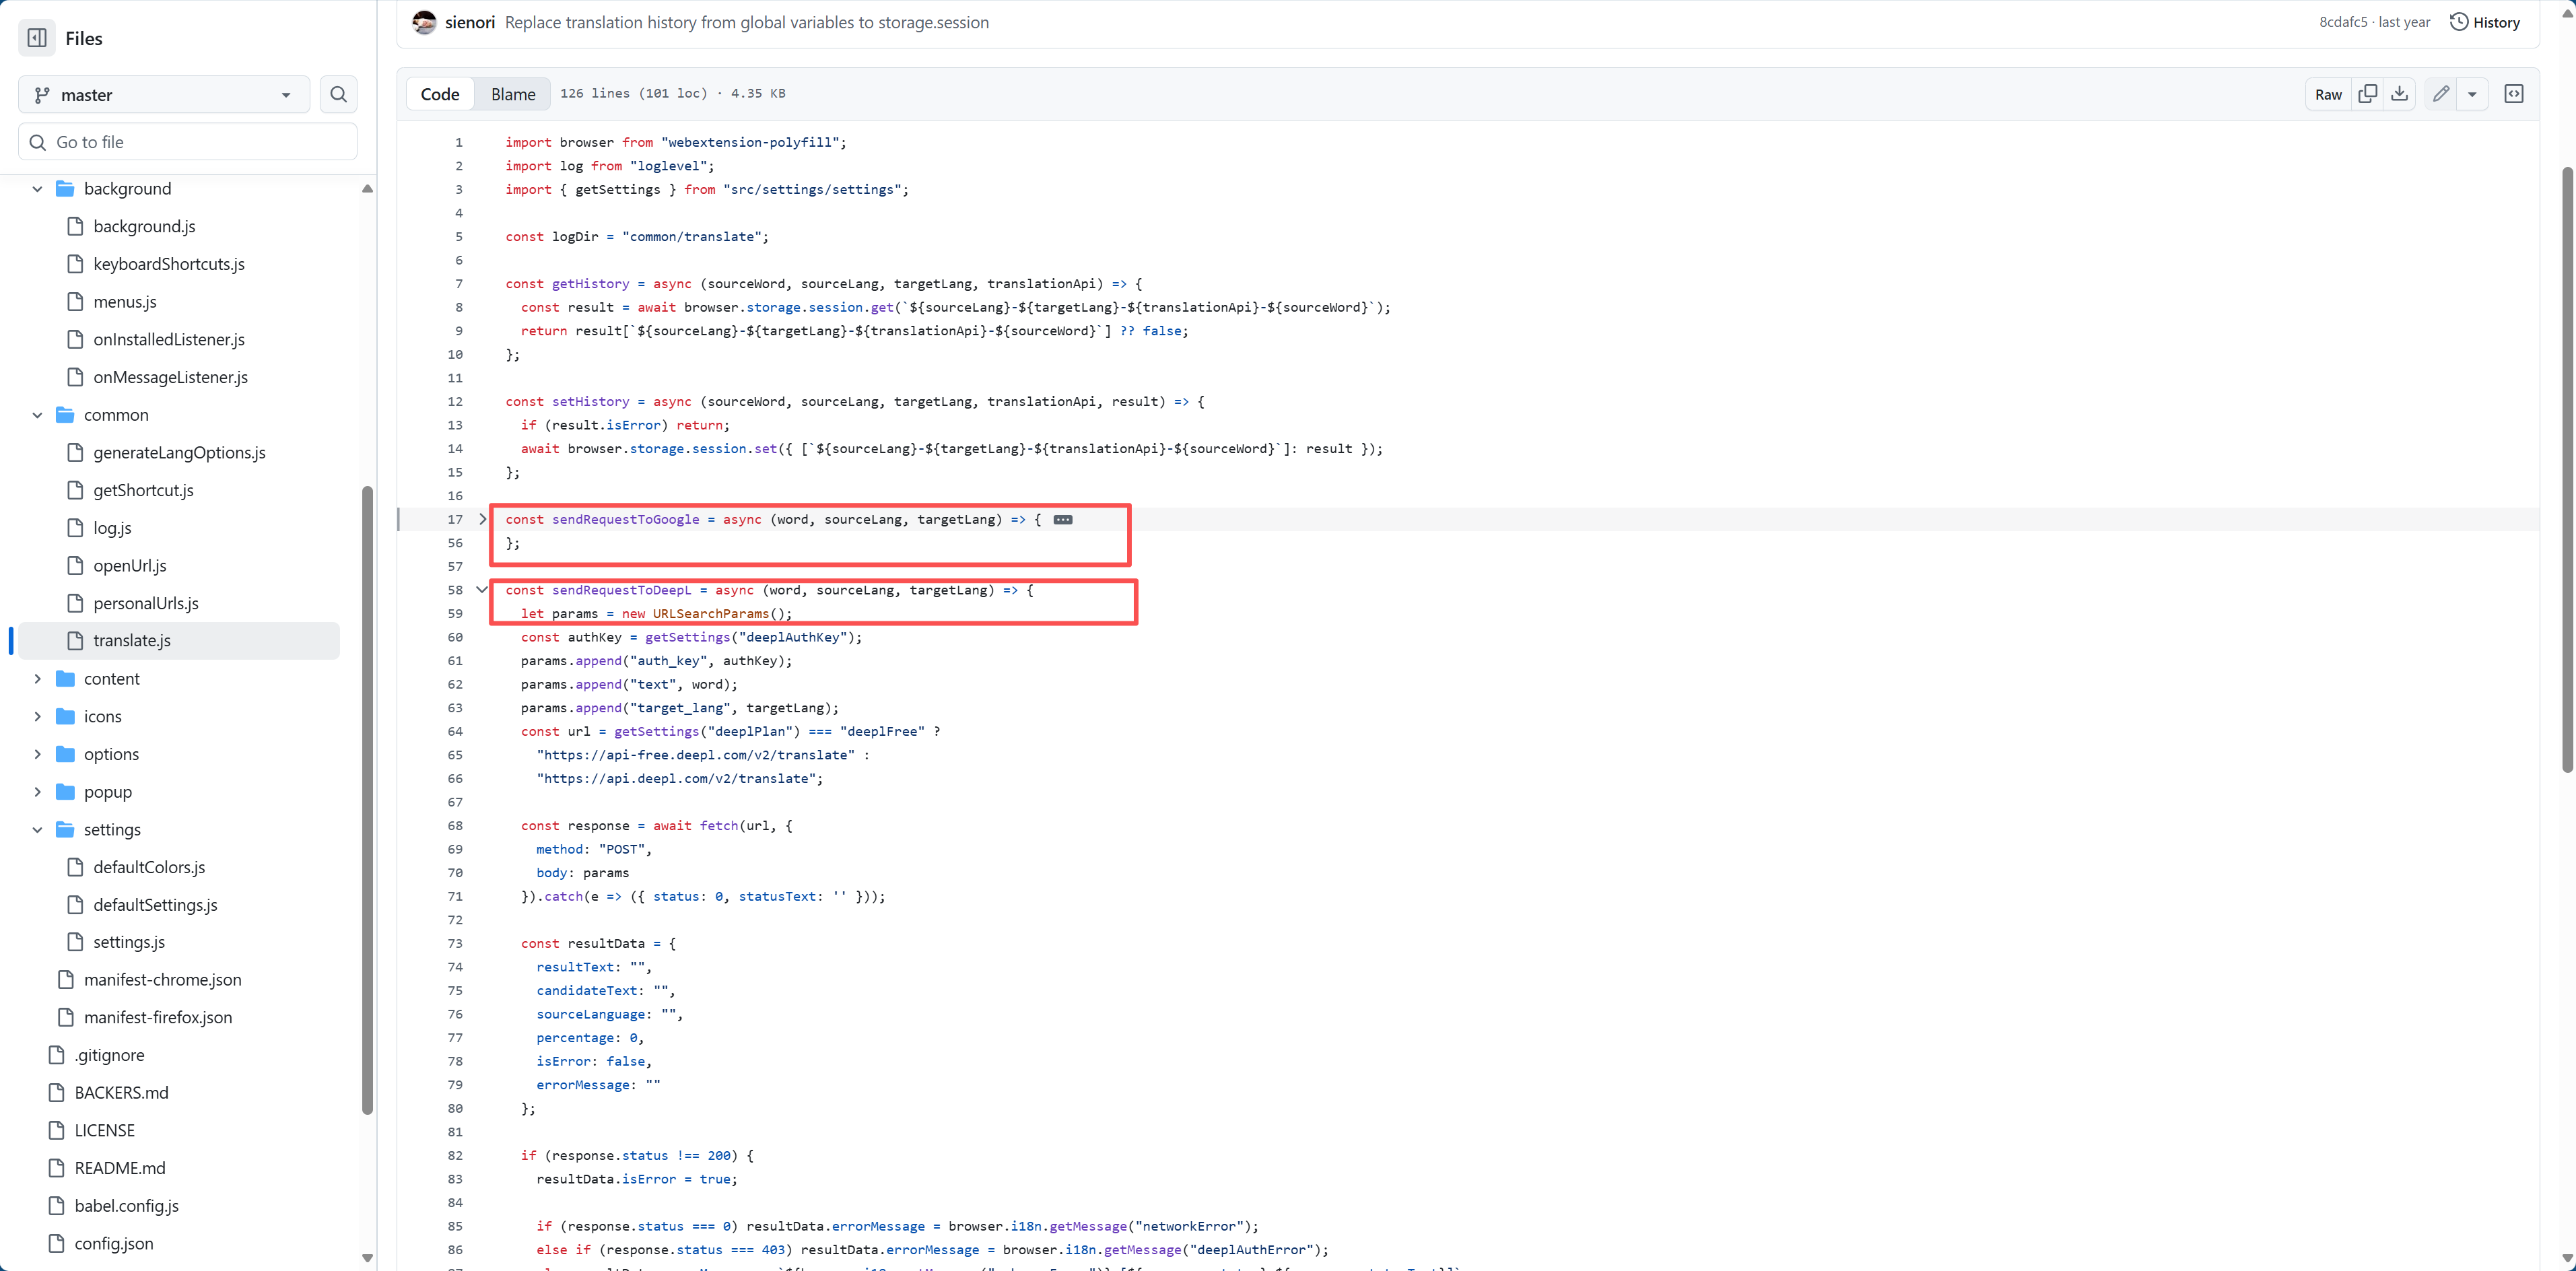 Files
master
Go to file
background
background.js
keyboardShortcuts.js
menus.js
onInstalledListener.js
onMessageListener.js
common
generateLangOptions.js
getShortcut.js
log.js
openUrl.js
personalUrls.js
translate.js
content
icons
options
popup
settings
defaultColors.js
defaultSettings.js
settings.js
manifest-chrome.json
manifest-firefox.json
.gitignore
BACKERS.md
LICENSE
README.md
babel.config.js
config.json
sienori Replace translation history from global variables to storage.session
8cdafc5 · last year History
Code Blame 126 lines (101 loc) · 4.35 KB
Raw
1 import browser from "webextension-polyfill";
2 import log from "loglevel";
3 import { getSettings } from "src/settings/settings";
4
5 const logDir = "common/translate";
6
7 const getHistory = async (sourceWord, sourceLang, targetLang, translationApi) => {
8 const result = await browser.storage.session.get(`${sourceLang}-${targetLang}-${translationApi}-${sourceWord}`);
9 return result[`${sourceLang}-${targetLang}-${translationApi}-${sourceWord}`] ?? false;
10 };
11
12 const setHistory = async (sourceWord, sourceLang, targetLang, translationApi, result) => {
13 if (result.isError) return;
14 await browser.storage.session.set({ [`${sourceLang}-${targetLang}-${translationApi}-${sourceWord}`]: result });
15 };
16
17 const sendRequestToGoogle = async (word, sourceLang, targetLang) => { ···
56 };
57
58 const sendRequestToDeepL = async (word, sourceLang, targetLang) => {
59 let params = new URLSearchParams();
60 const authKey = getSettings("deeplAuthKey");
61 params.append("auth_key", authKey);
62 params.append("text", word);
63 params.append("target_lang", targetLang);
64 const url = getSettings("deeplPlan") === "deeplFree" ?
65 "https://api-free.deepl.com/v2/translate" :
66 "https://api.deepl.com/v2/translate";
67
68 const response = await fetch(url, {
69 method: "POST",
70 body: params
71 }).catch(e => ({ status: 0, statusText: '' }));
72
73 const resultData = {
74 resultText: "",
75 candidateText: "",
76 sourceLanguage: "",
77 percentage: 0,
78 isError: false,
79 errorMessage: ""
80 };
81
82 if (response.status !== 200) {
83 resultData.isError = true;
84
85 if (response.status === 0) resultData.errorMessage = browser.i18n.getMessage("networkError");
86 else if (response.status === 403) resultData.errorMessage = browser.i18n.getMessage("deeplAuthError");